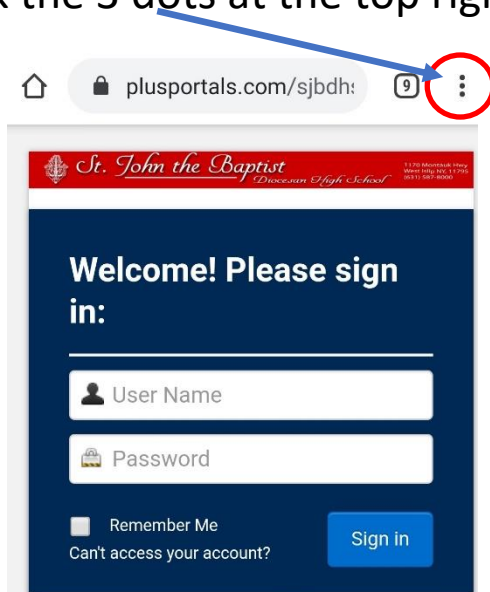 k the 3 dots at the top rig
plusportals.com/sjbdhs
9
St. John the Baptist
Diocesan High School
1170 Montauk Hwy
West Islip, NY, 11795
(631) 587-8000
Welcome! Please sign
in:
User Name
Password
Remember Me
Can't access your account?
Sign in